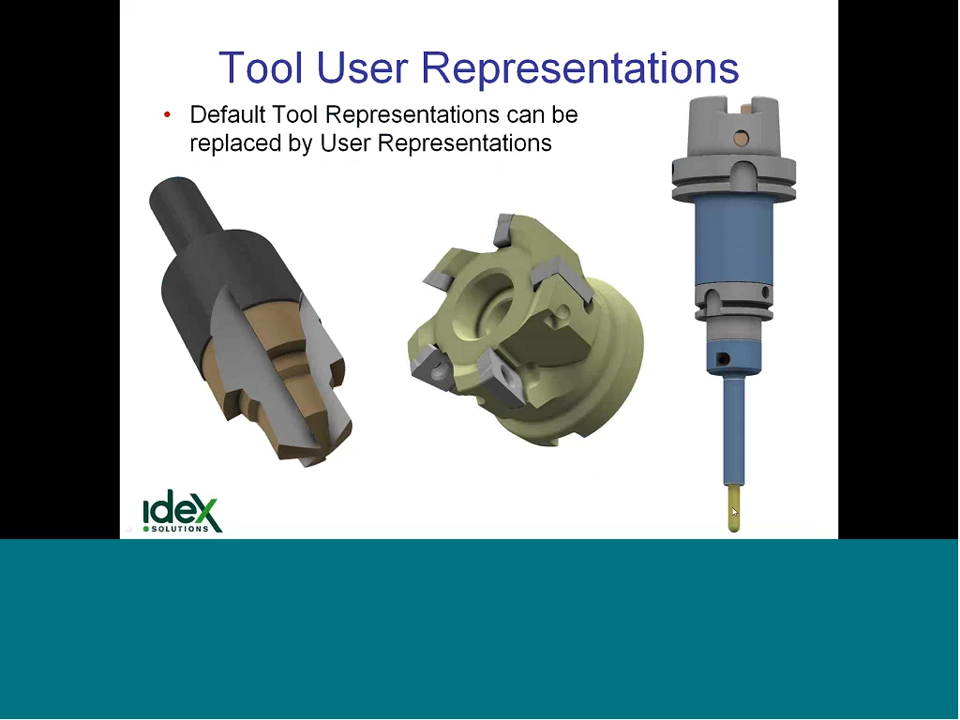 Tool User Representations
• Default Tool Representations can be
replaced by User Representations
idex
SOLUTIONS